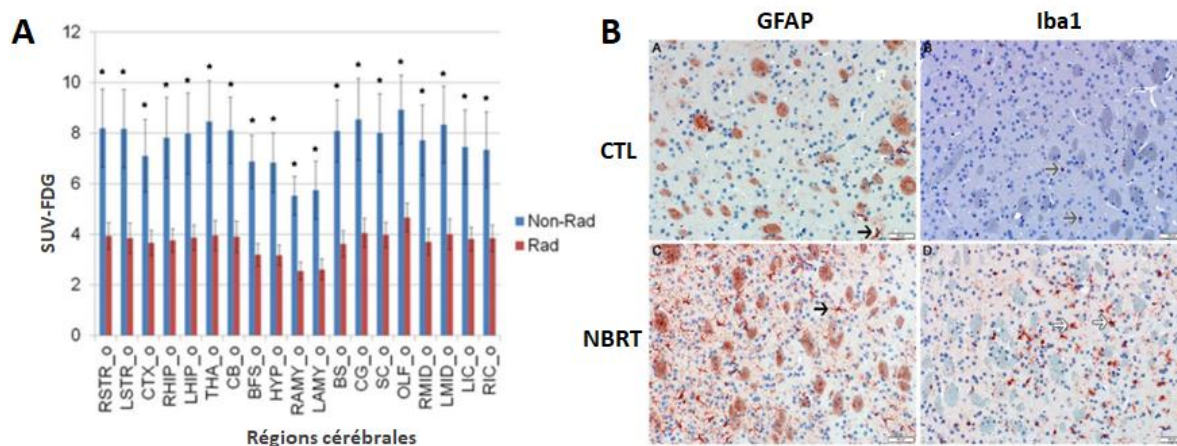 A
12
10
8
6
4
2
0
SUV-FDG
* * * * * * * * * * * * * * * * * * *
Non-Rad
Rad
RSTR_o
LSTR_o
CTX_o
RHIP_o
LHIP_o
THA_o
CB_o
BFS_o
HYP_o
RAMY_o
LAMY_o
BS_o
CG_o
SC_o
OLF_o
RMID_o
LMID_o
LIC_o
RIC_o
Régions cérébrales
B
GFAP
Iba1
CTL
A
B
NBRT
C
D